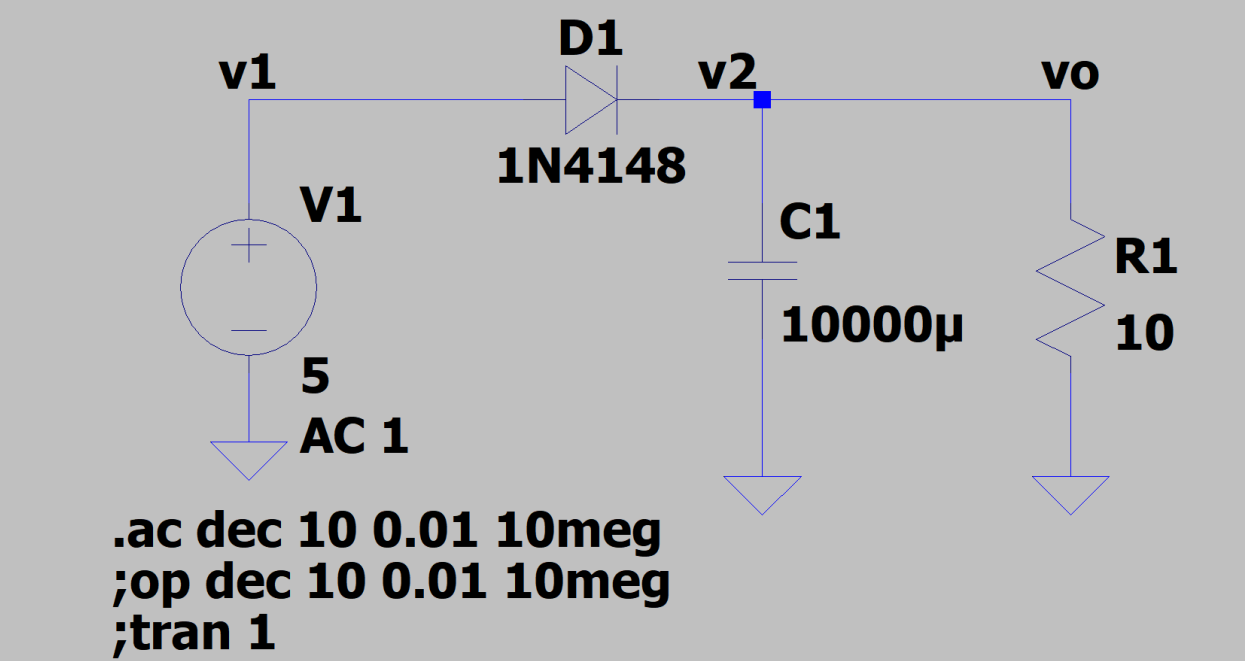 D1
v1
v2
vo
1N4148
V1
C1
R1
10000µ
10
5
AC 1
.ac dec 10 0.01 10meg
;op dec 10 0.01 10meg
;tran 1